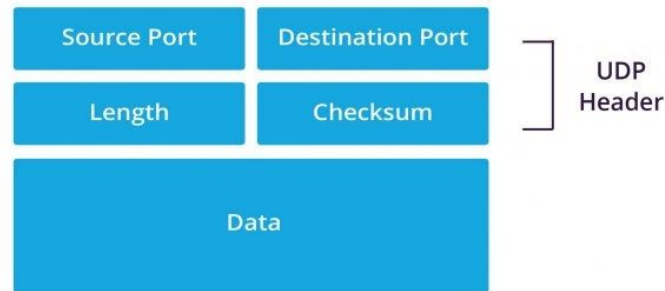 Source Port
Destination Port
UDP
Header
Length
Checksum
Data